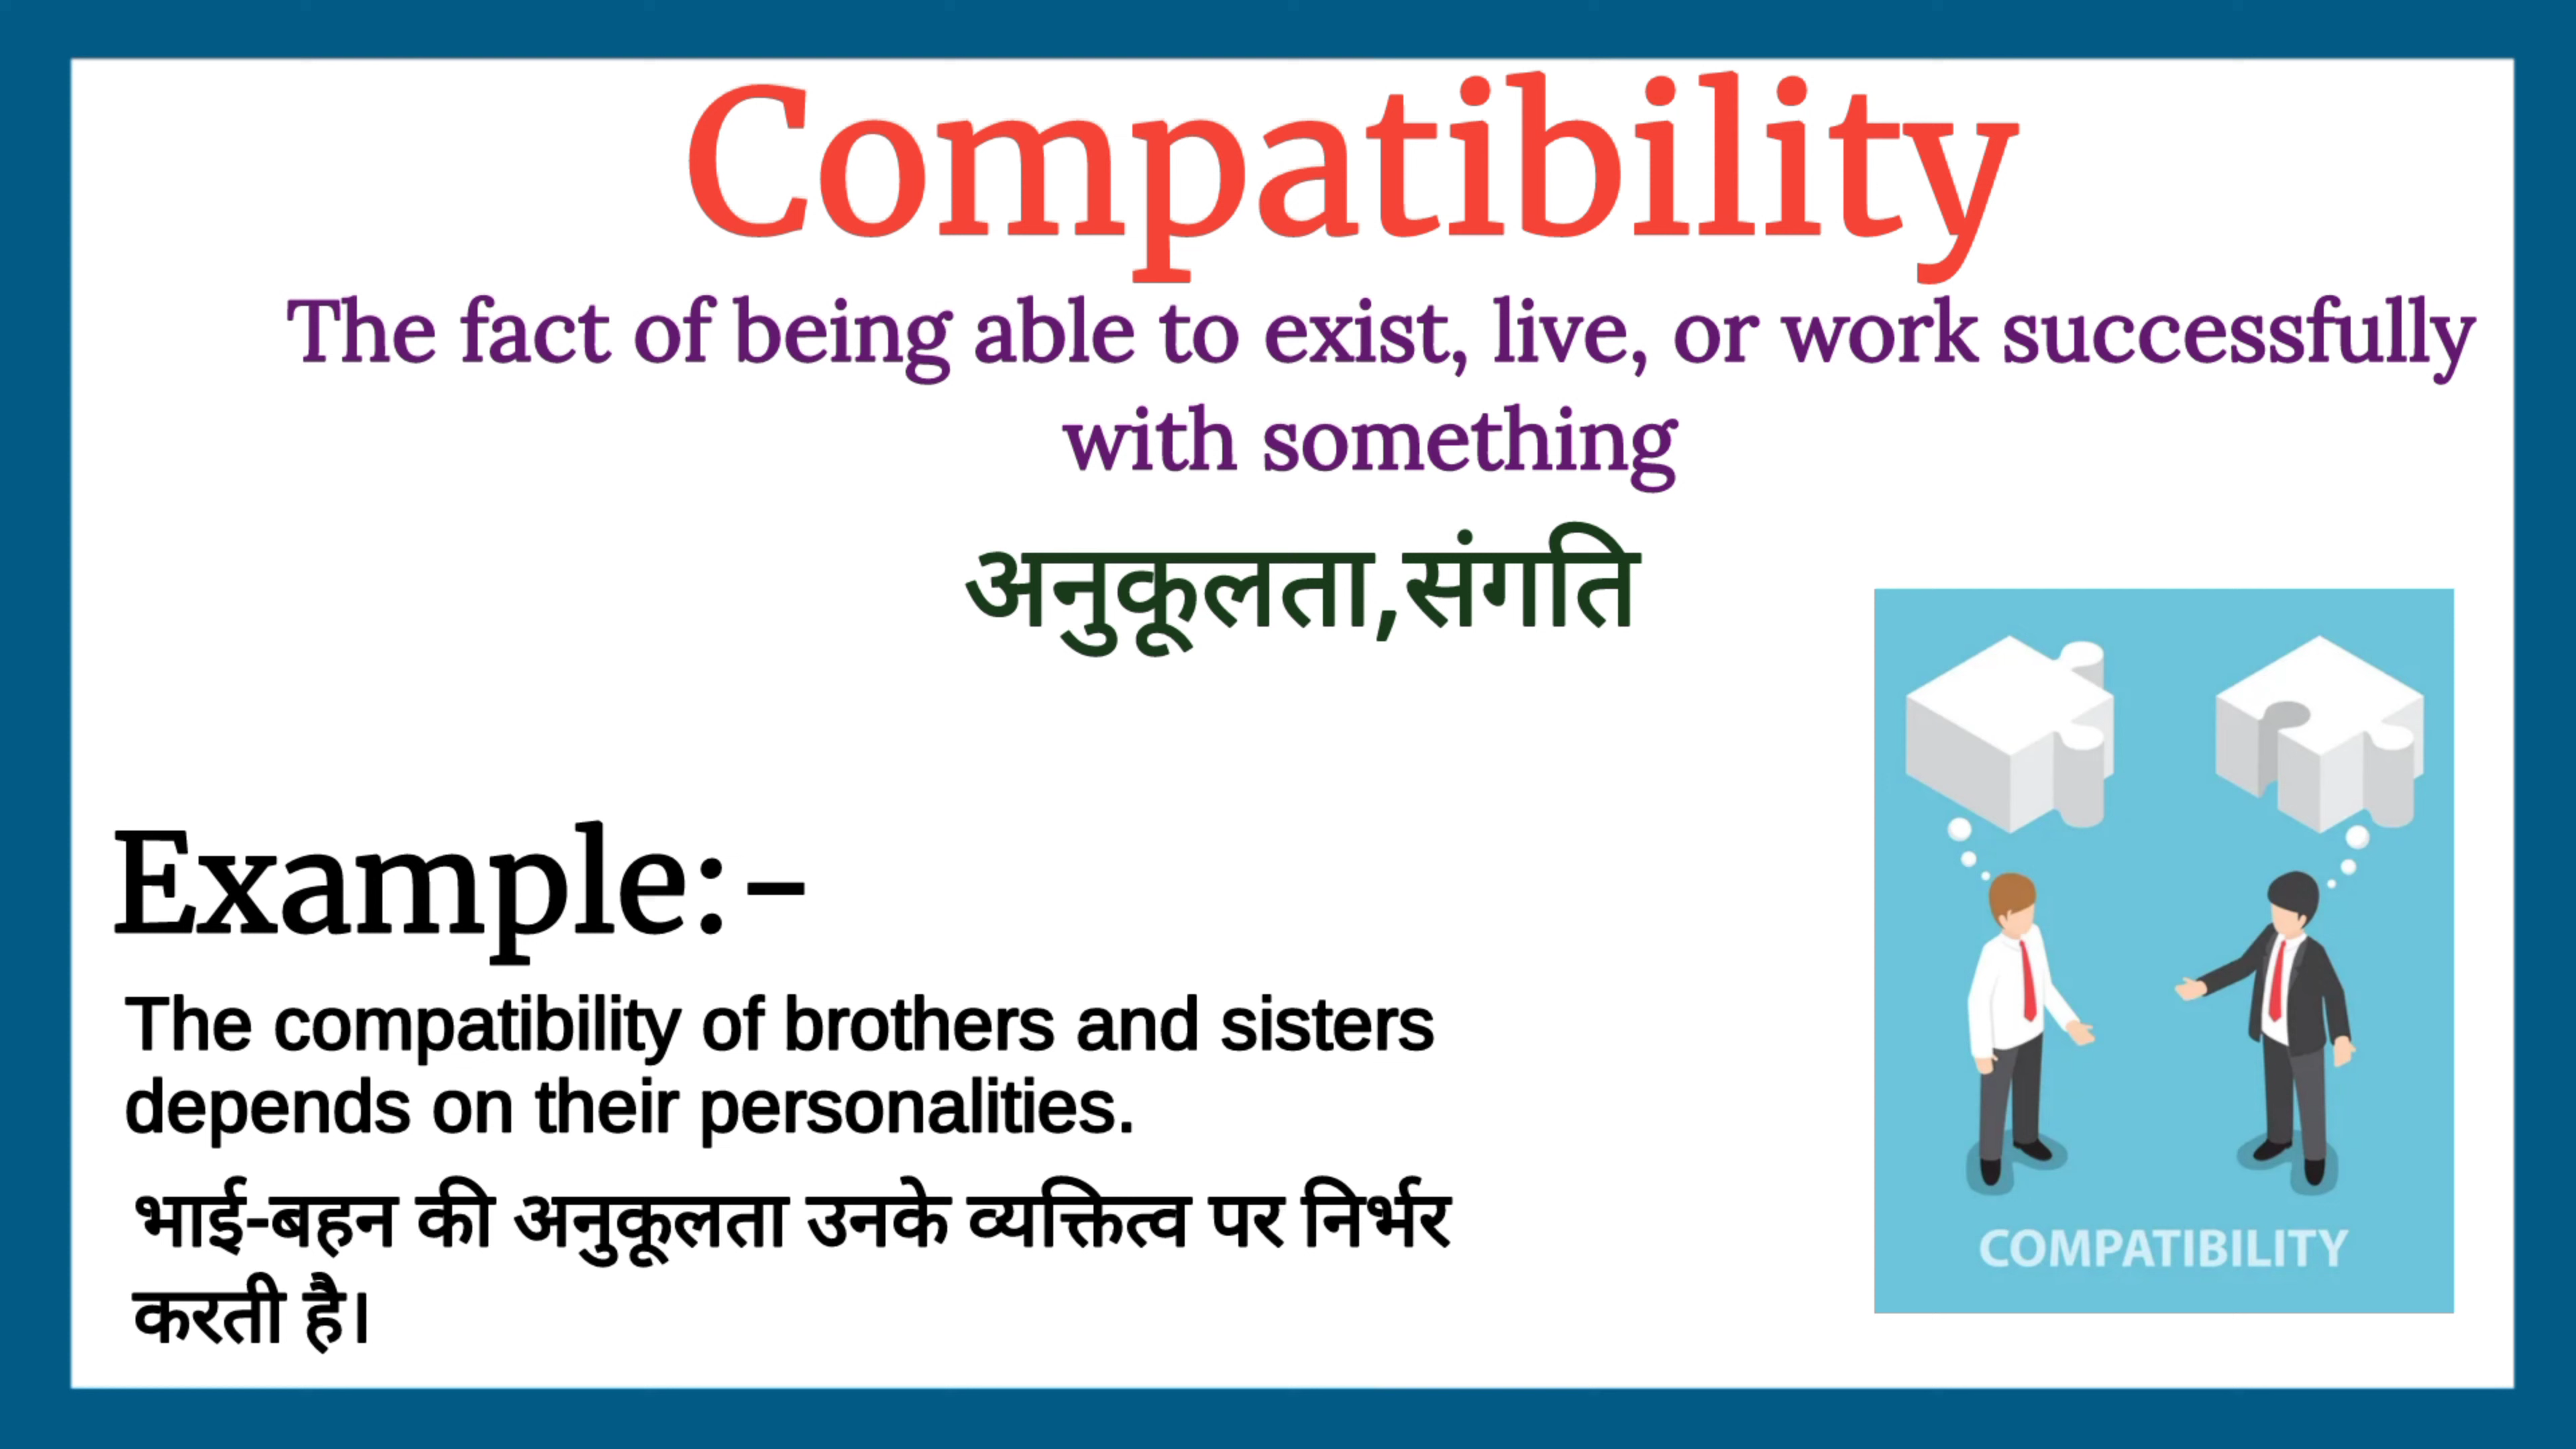 Compatibility
The fact of being able to exist, live, or work successfully
with something
अनुकूलता,संगति
Example:-
The compatibility of brothers and sisters
depends on their personalities.
भाई-बहन की अनुकूलता उनके व्यक्तित्व पर निर्भर
करती है।
COMPATIBILITY